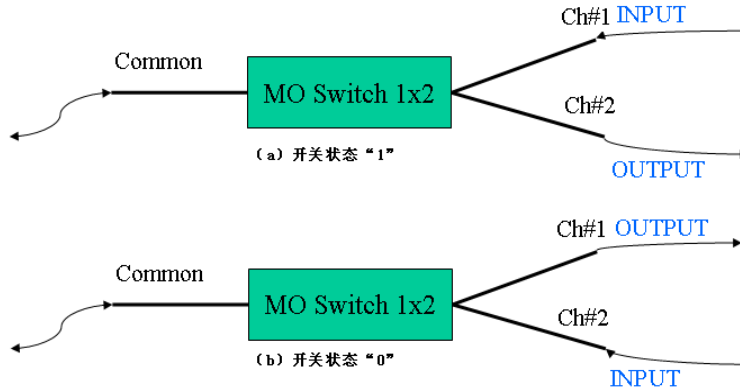 Ch#1 INPUT
Common
MO Switch 1x2
Ch#2
（a）开关状态“1”
OUTPUT
Ch#1 OUTPUT
Common
MO Switch 1x2
Ch#2
（b）开关状态“0”
INPUT